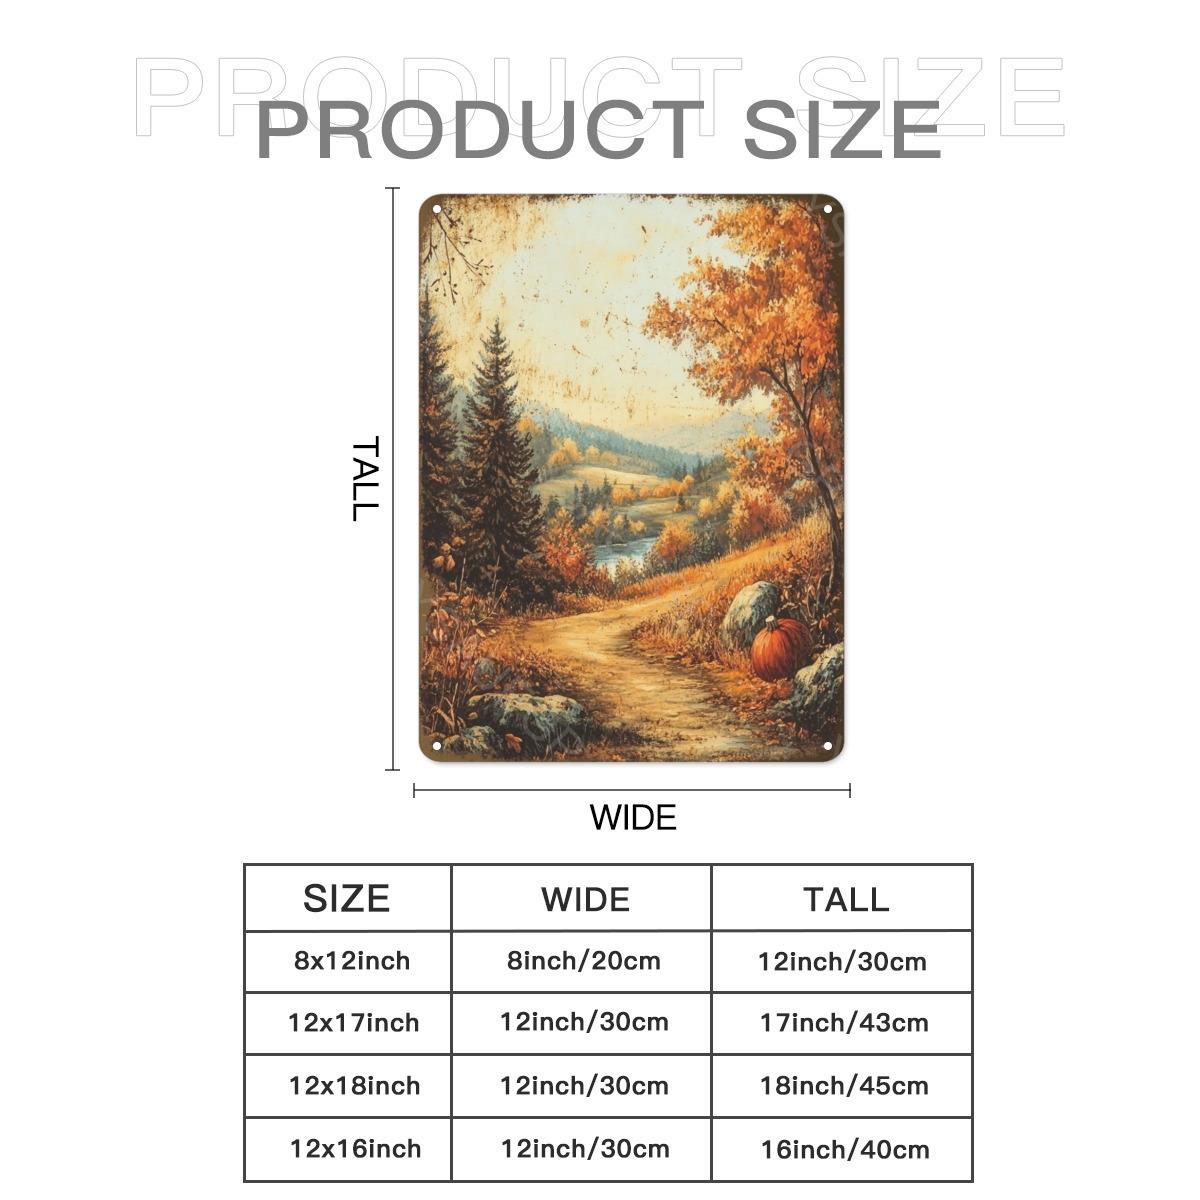 PRODUCT SIZE
PRODUCT SIZE
TALL
WIDE
SIZE WIDE TALL
8x12inch 8inch/20cm 12inch/30cm
12x17inch 12inch/30cm 17inch/43cm
12x18inch 12inch/30cm 18inch/45cm
12x16inch 12inch/30cm 16inch/40cm